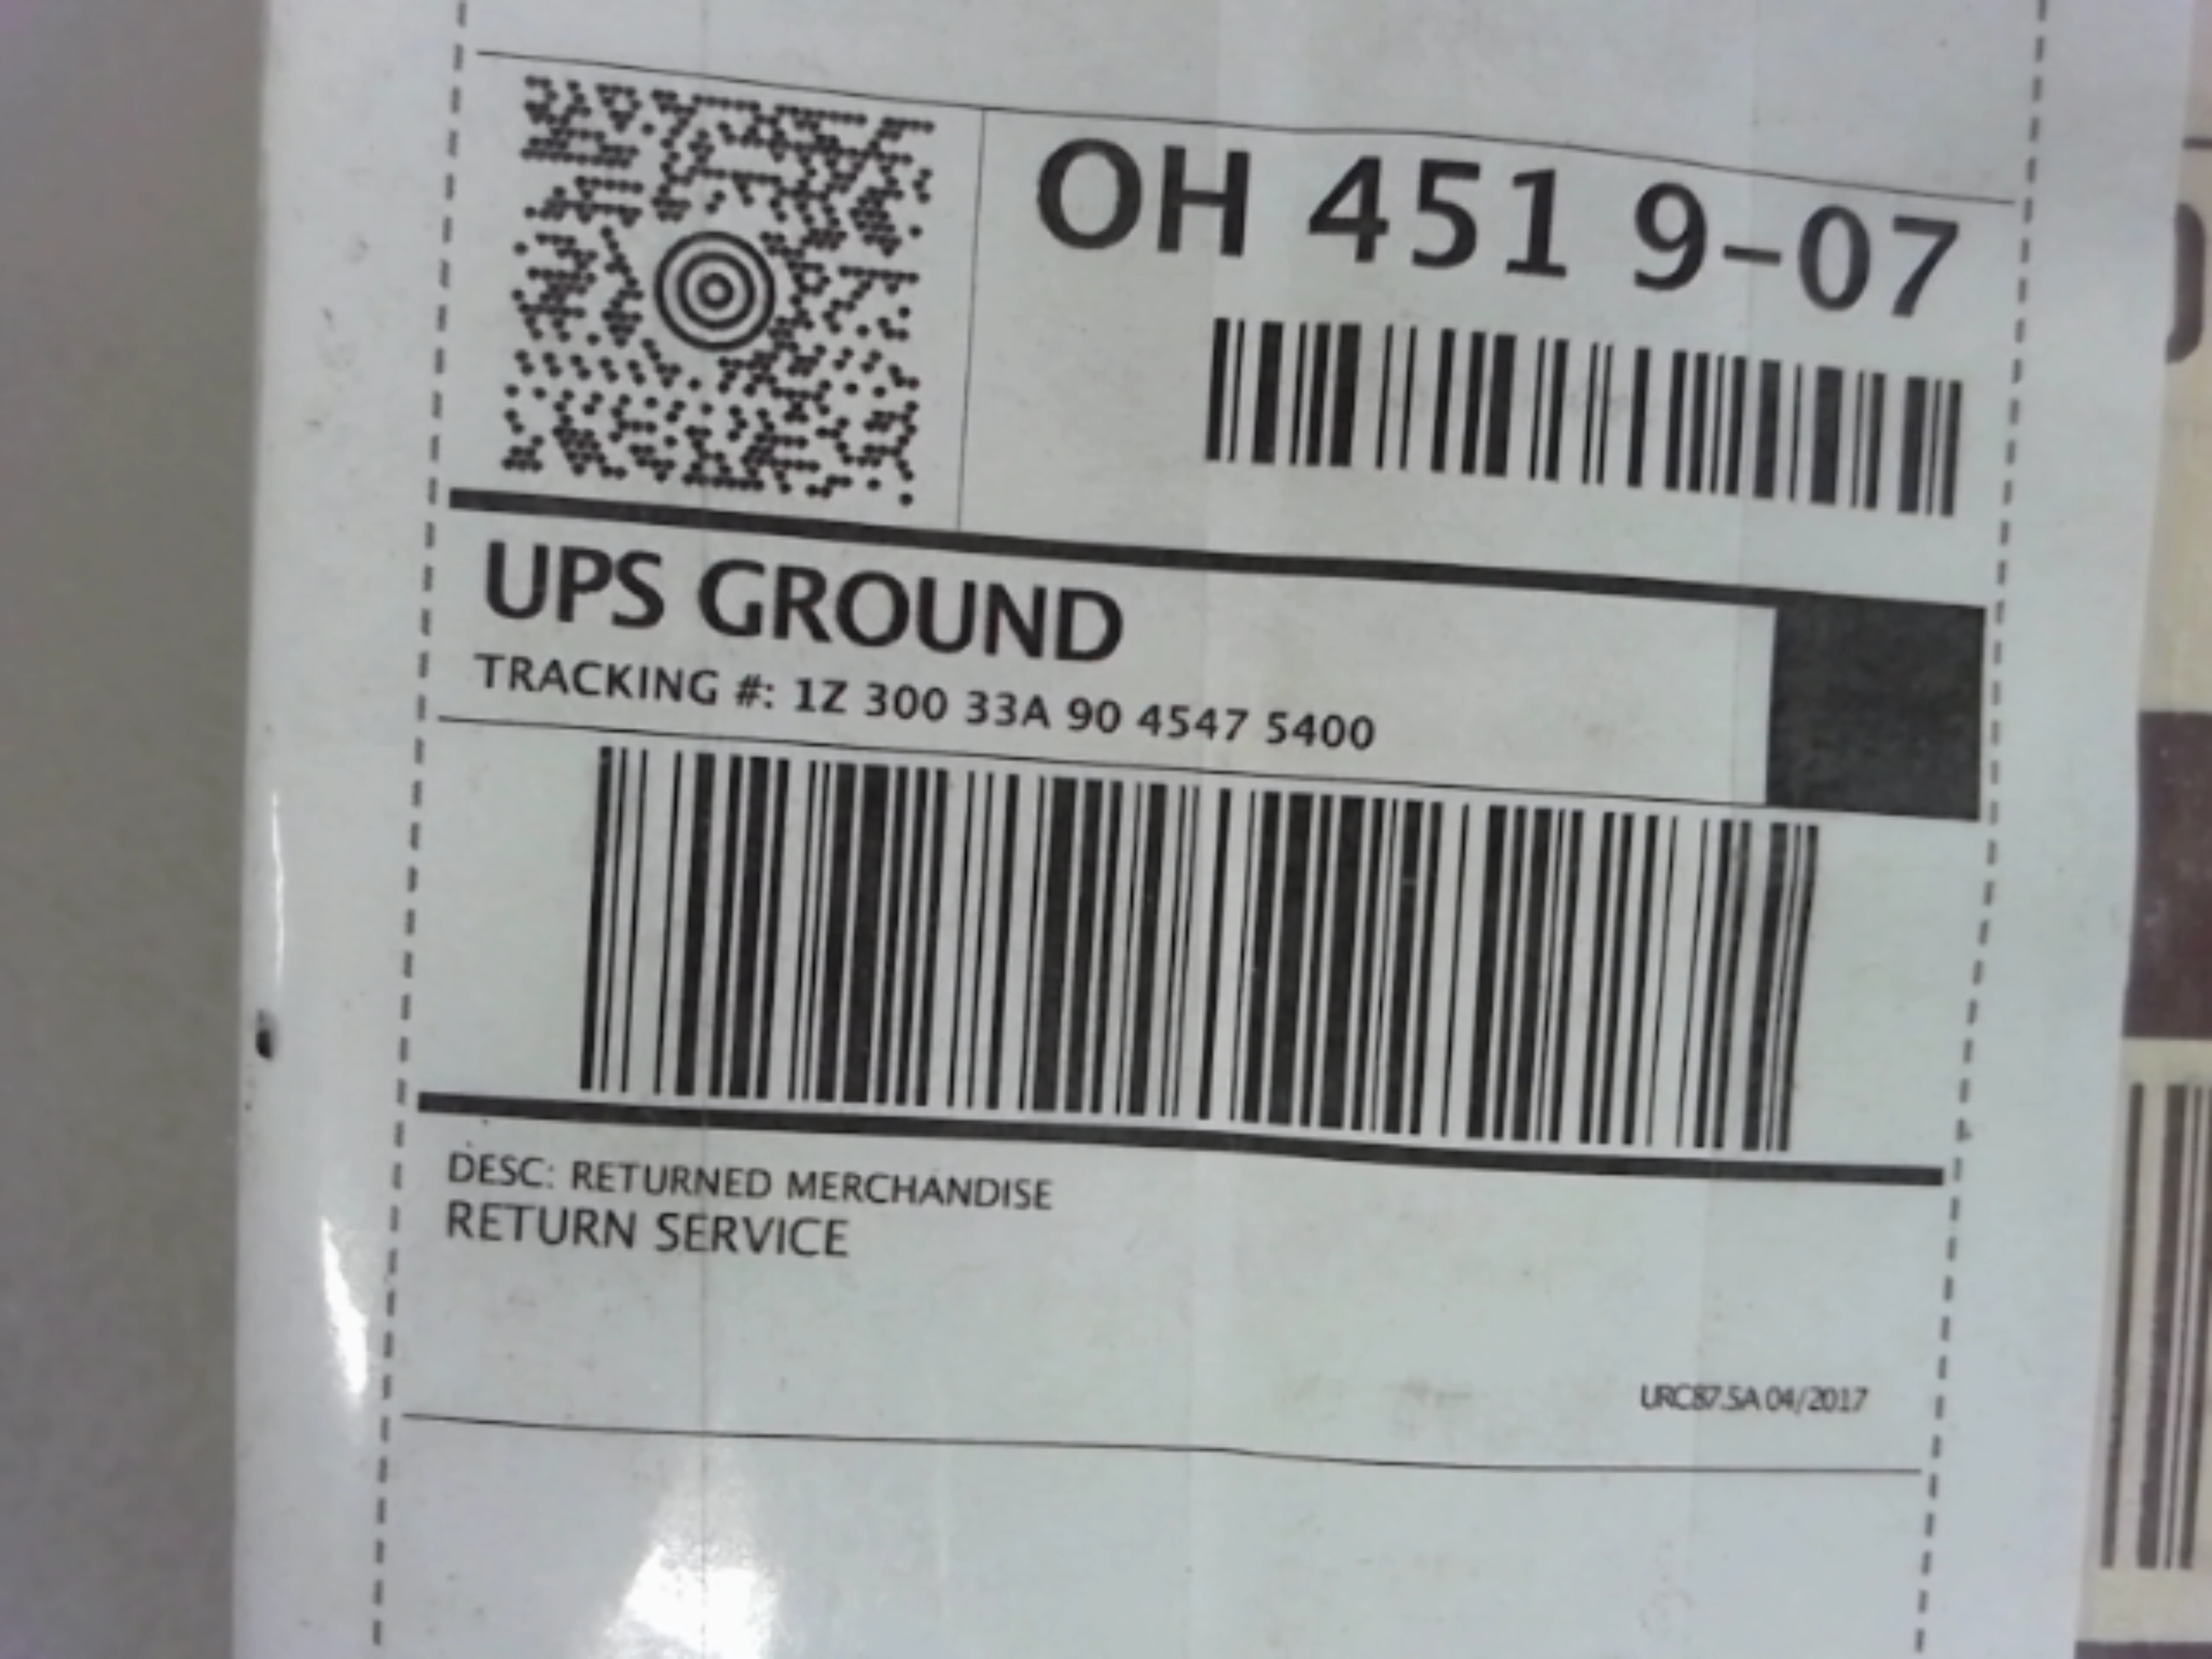 OH 451 9-07
UPS GROUND
TRACKING #: 1Z 300 33A 90 4547 5400
DESC: RETURNED MERCHANDISE
RETURN SERVICE
URC87.5A 04/2017